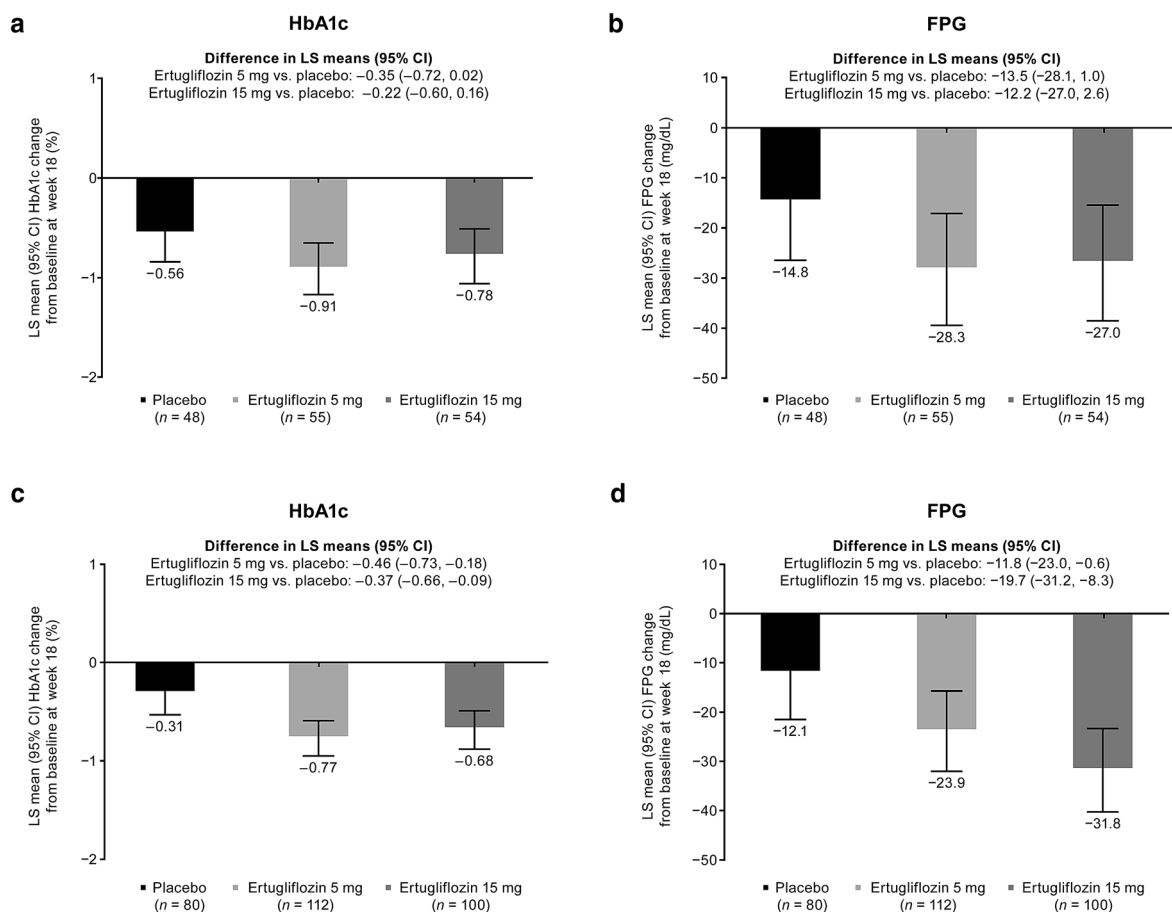 a
HbA1c
Difference in LS means (95% CI)
Ertugliflozin 5 mg vs. placebo: −0.35 (−0.72, 0.02)
Ertugliflozin 15 mg vs. placebo: −0.22 (−0.60, 0.16)
LS mean (95% CI) HbA1c change
from baseline at week 18 (%)
1
0
−1
−2
−0.56
−0.91
−0.78
Placebo
(n = 48)
Ertugliflozin 5 mg
(n = 55)
Ertugliflozin 15 mg
(n = 54)
b
FPG
Difference in LS means (95% CI)
Ertugliflozin 5 mg vs. placebo: −13.5 (−28.1, 1.0)
Ertugliflozin 15 mg vs. placebo: −12.2 (−27.0, 2.6)
LS mean (95% CI) FPG change
from baseline at week 18 (mg/dL)
10
0
−10
−20
−30
−40
−50
−14.8
−28.3
−27.0
Placebo
(n = 48)
Ertugliflozin 5 mg
(n = 55)
Ertugliflozin 15 mg
(n = 54)
c
HbA1c
Difference in LS means (95% CI)
Ertugliflozin 5 mg vs. placebo: −0.46 (−0.73, −0.18)
Ertugliflozin 15 mg vs. placebo: −0.37 (−0.66, −0.09)
LS mean (95% CI) HbA1c change
from baseline at week 18 (%)
1
0
−1
−2
−0.31
−0.77
−0.68
Placebo
(n = 80)
Ertugliflozin 5 mg
(n = 112)
Ertugliflozin 15 mg
(n = 100)
d
FPG
Difference in LS means (95% CI)
Ertugliflozin 5 mg vs. placebo: −11.8 (−23.0, −0.6)
Ertugliflozin 15 mg vs. placebo: −19.7 (−31.2, −8.3)
LS mean (95% CI) FPG change
from baseline at week 18 (mg/dL)
10
0
−10
−20
−30
−40
−50
−12.1
−23.9
−31.8
Placebo
(n = 80)
Ertugliflozin 5 mg
(n = 112)
Ertugliflozin 15 mg
(n = 100)